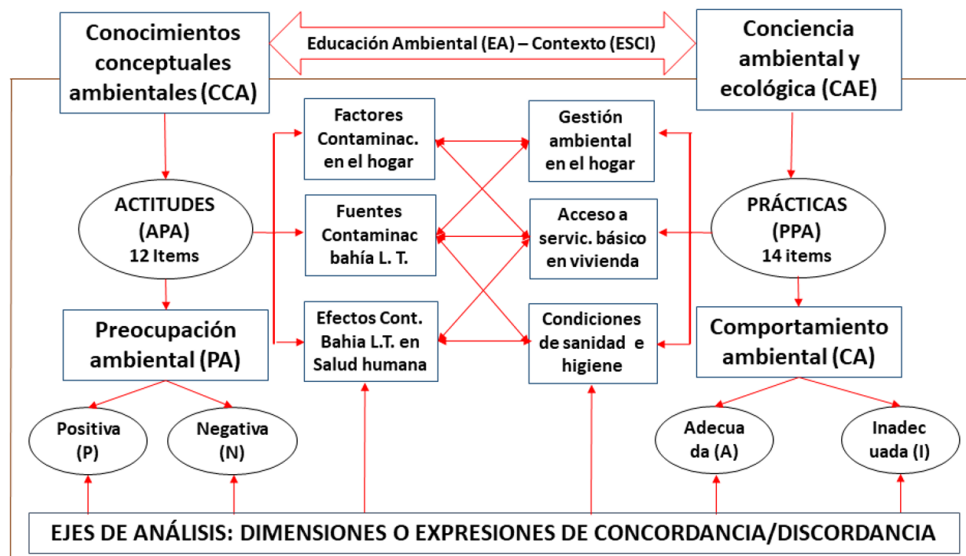 Conocimientos
conceptuales
ambientales (CCA)
Educación Ambiental (EA) – Contexto (ESCI)
Conciencia
ambiental y
ecológica (CAE)
Factores
Contaminac.
en el hogar
Gestión
ambiental
en el hogar
ACTITUDES
(APA)
12 Items
Fuentes
Contaminac
bahía L. T.
Acceso a
servic. básico
en vivienda
PRÁCTICAS
(PPA)
14 items
Preocupación
ambiental (PA)
Efectos Cont.
Bahia L.T. en
Salud humana
Condiciones
de sanidad e
higiene
Comportamiento
ambiental (CA)
Positiva
(P)
Negativa
(N)
Adecua
da (A)
Inadec
uada (I)
EJES DE ANÁLISIS: DIMENSIONES O EXPRESIONES DE CONCORDANCIA/DISCORDANCIA